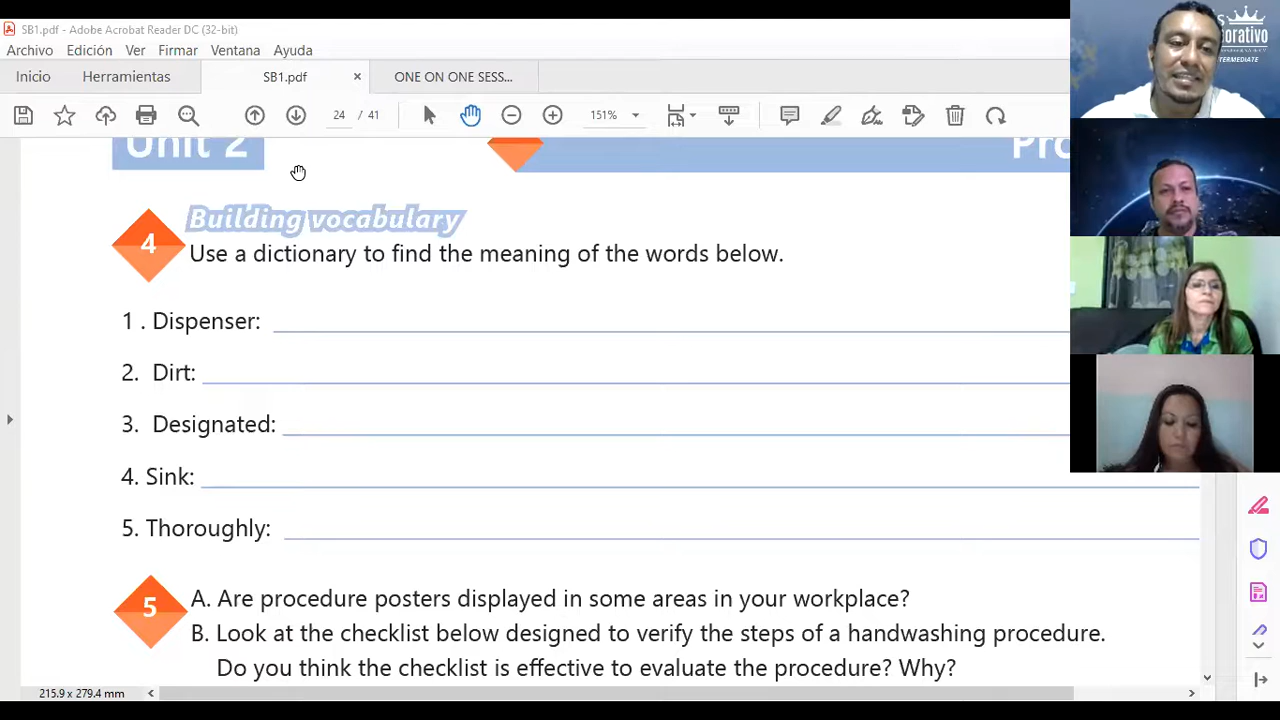 SB1.pdf - Adobe Acrobat Reader DC (32-bit)
Archivo Edición Ver Firmar Ventana Ayuda
Inicio Herramientas SB1.pdf × ONE ON ONE SESS...
24 / 41 151%
Unit 2
Building vocabulary
4 Use a dictionary to find the meaning of the words below.
1 . Dispenser:
2. Dirt:
3. Designated:
4. Sink:
5. Thoroughly:
5 A. Are procedure posters displayed in some areas in your workplace?
B. Look at the checklist below designed to verify the steps of a handwashing procedure.
Do you think the checklist is effective to evaluate the procedure? Why?
215.9 x 279.4 mm